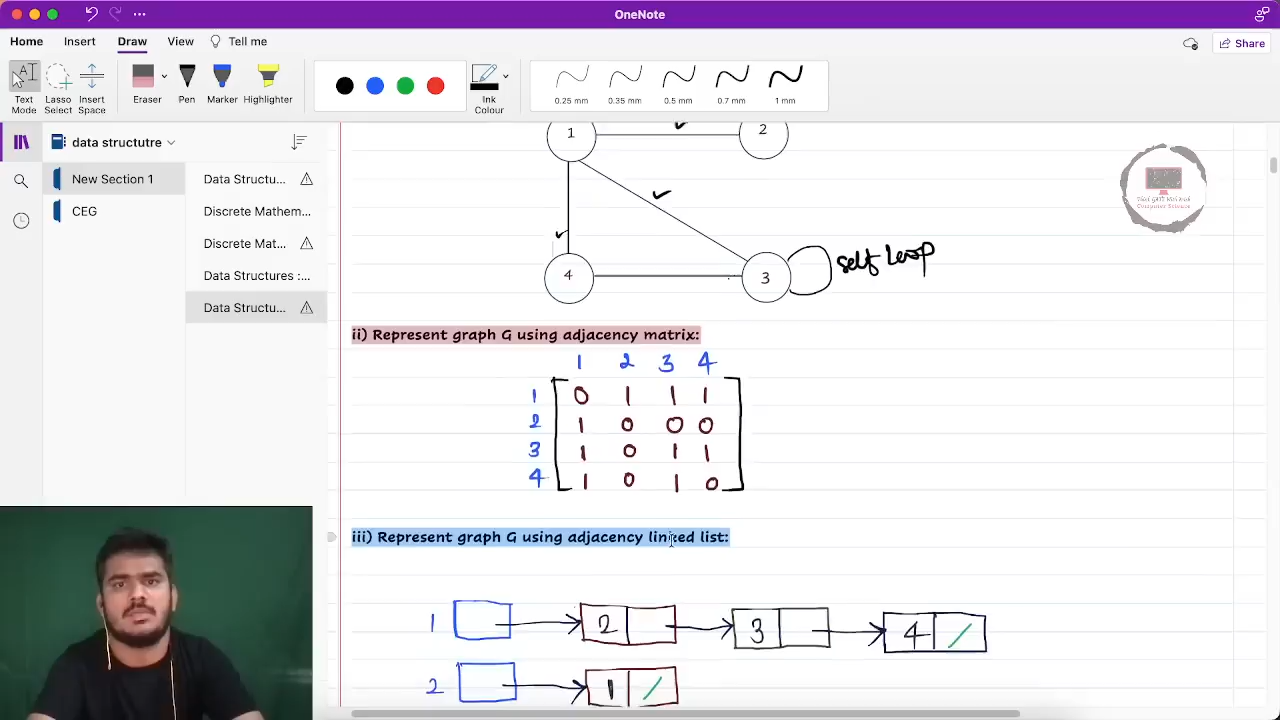 OneNote
Home Insert Draw View Tell me
Share
Text Mode
Lasso Select
Insert Space
Eraser
Pen
Marker
Highlighter
Ink Colour
0.25 mm 0.35 mm 0.5 mm 0.7 mm 1 mm
data structutre
New Section 1
CEG
Data Structu...
Discrete Mathem...
Discrete Mat...
Data Structures :...
Data Structu...
1 2
4 3 self loop
Computer Science
ii) Represent graph G using adjacency matrix:
1 2 3 4
1 0 1 1 1
2 1 0 0 0
3 1 0 1 1
4 1 0 1 0
iii) Represent graph G using adjacency linked list:
1 2 3 4
2 1